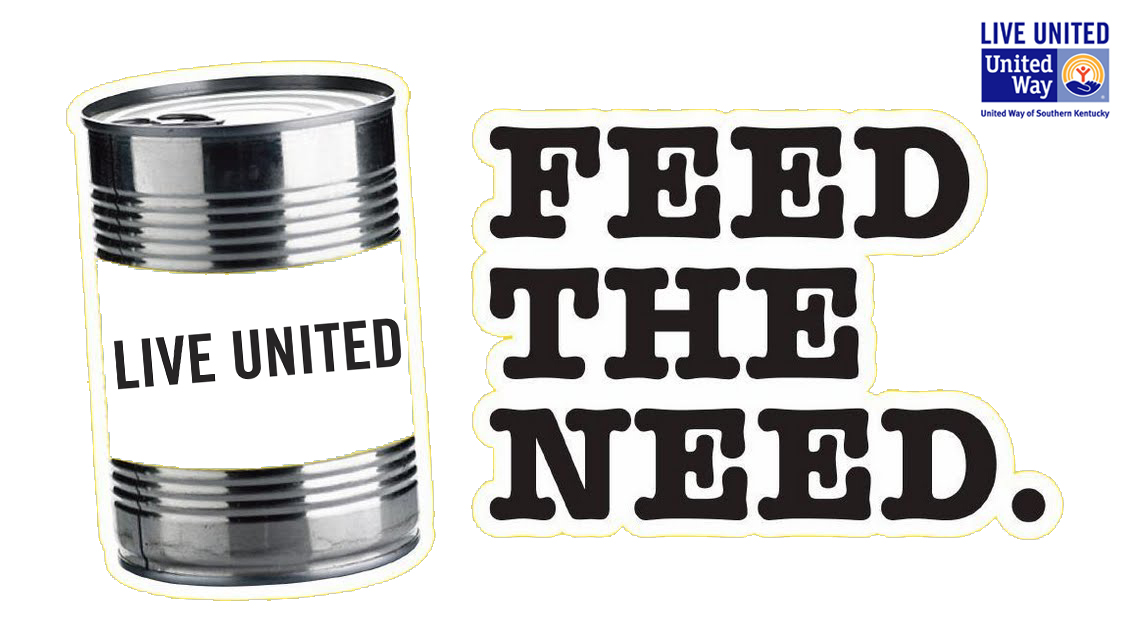 LIVE UNITED
United
Way
United Way of Southern Kentucky
FEED
THE
NEED.
LIVE UNITED